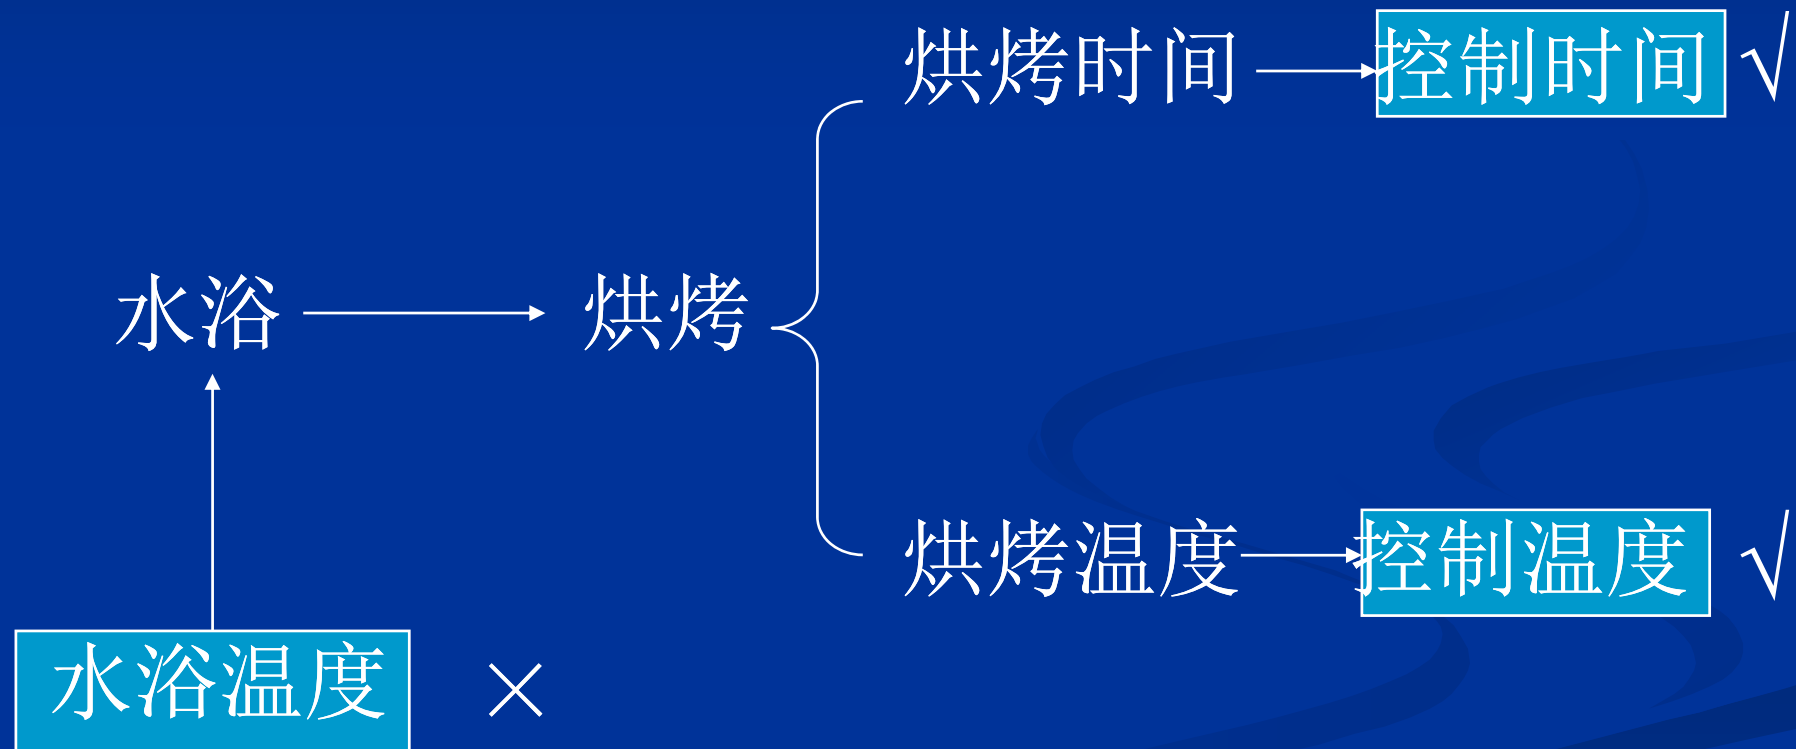 烘烤时间
控制时间 √
水浴
烘烤
烘烤温度
控制温度 √
水浴温度 ×